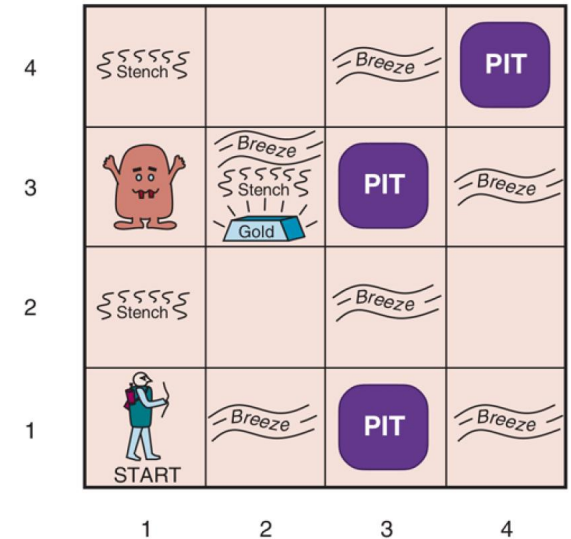 4
Stench
Breeze
PIT
3
Breeze
Stench
Gold
PIT
Breeze
2
Stench
Breeze
1
START
Breeze
PIT
Breeze
1 2 3 4